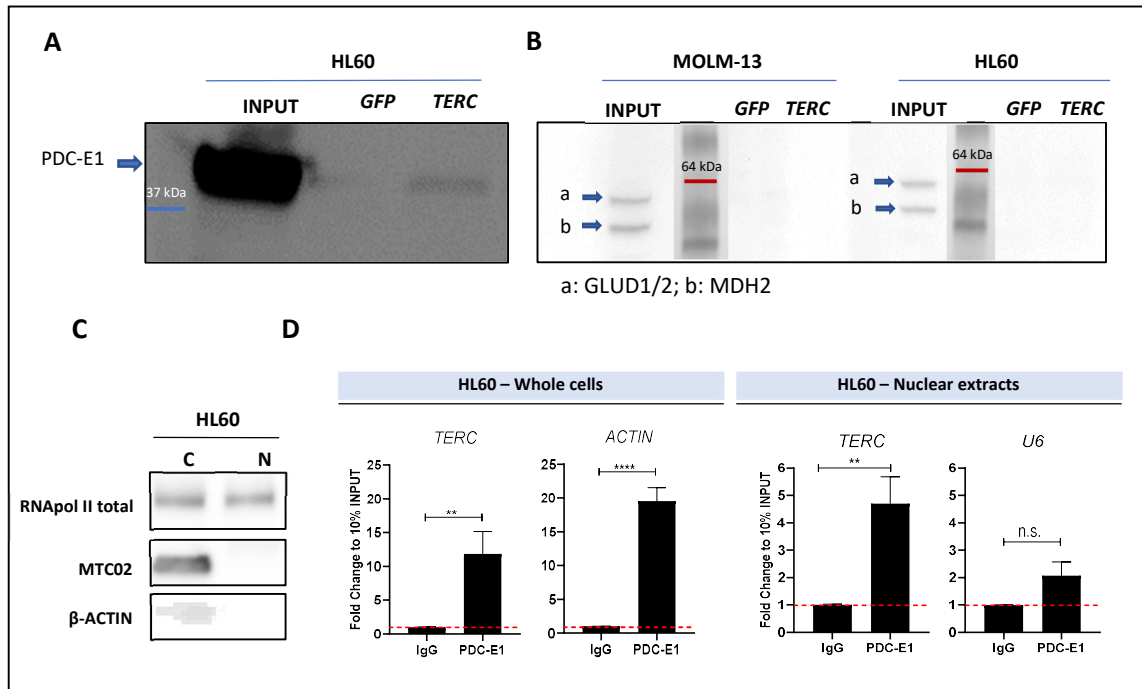 A
HL60
INPUT GFP TERC
PDC-E1
37 kDa
B
MOLM-13 HL60
INPUT GFP TERC INPUT GFP TERC
64 kDa 64 kDa
a a
b b
a: GLUD1/2; b: MDH2
C
HL60
C N
RNApol II total
MTC02
β-ACTIN
D
HL60 – Whole cells
TERC ACTIN
Fold Change to 10% INPUT
25 25
20 20
15 15
10 10
5 5
0 0
** ****
IgG PDC-E1 IgG PDC-E1
HL60 – Nuclear extracts
TERC U6
Fold Change to 10% INPUT
6 6
5 5
4 4
3 3
2 2
1 1
0 0
** n.s.
IgG PDC-E1 IgG PDC-E1